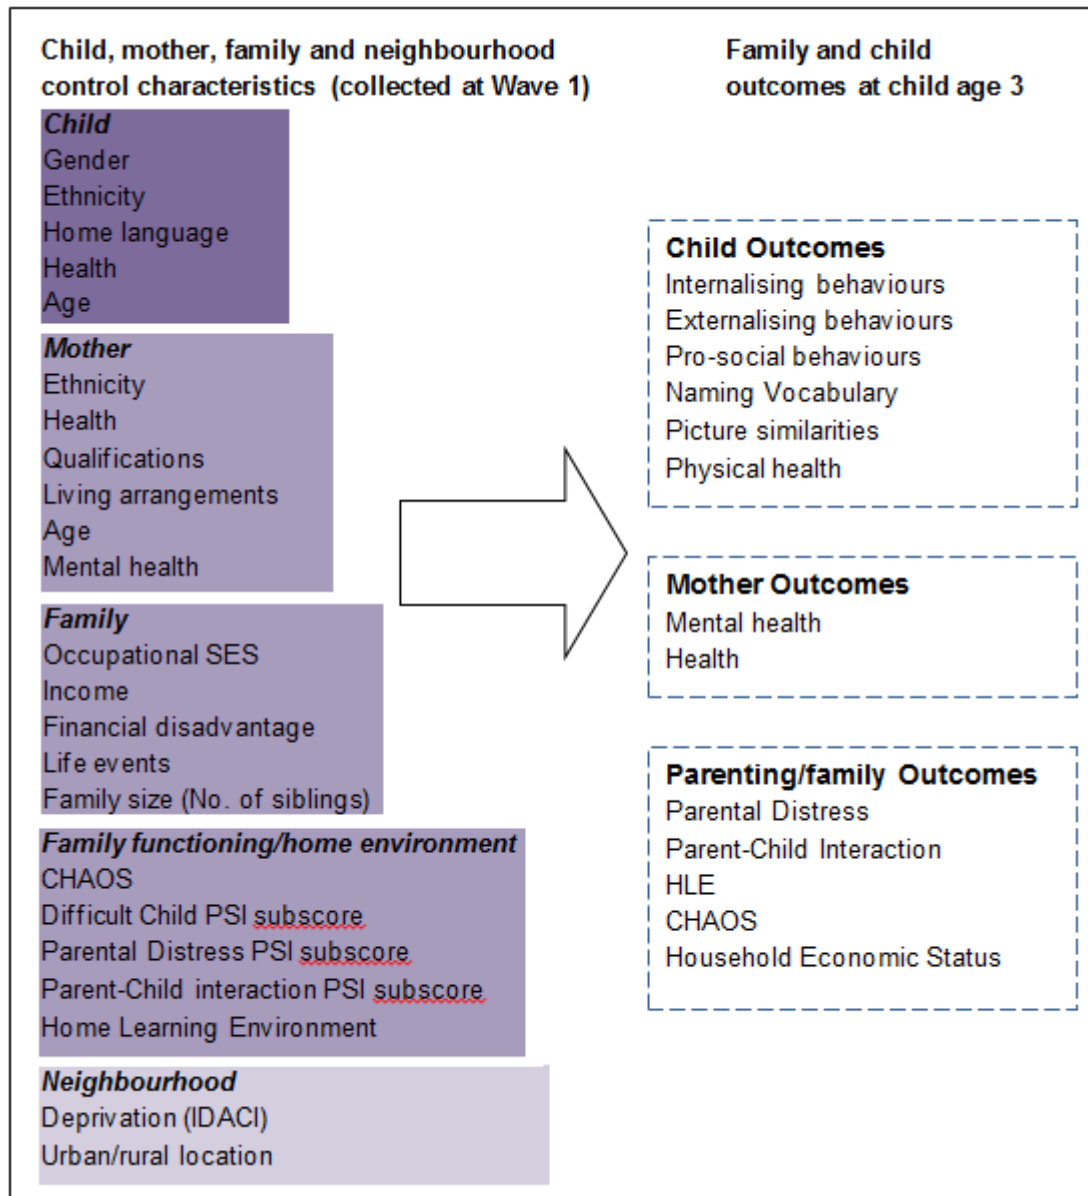 Child, mother, family and neighbourhood
control characteristics (collected at Wave 1)
Child
Gender
Ethnicity
Home language
Health
Age
Mother
Ethnicity
Health
Qualifications
Living arrangements
Age
Mental health
Family
Occupational SES
Income
Financial disadvantage
Life events
Family size (No. of siblings)
Family functioning/home environment
CHAOS
Difficult Child PSI subscore
Parental Distress PSI subscore
Parent-Child interaction PSI subscore
Home Learning Environment
Neighbourhood
Deprivation (IDACI)
Urban/rural location
Family and child
outcomes at child age 3
Child Outcomes
Internalising behaviours
Externalising behaviours
Pro-social behaviours
Naming Vocabulary
Picture similarities
Physical health
Mother Outcomes
Mental health
Health
Parenting/family Outcomes
Parental Distress
Parent-Child Interaction
HLE
CHAOS
Household Economic Status